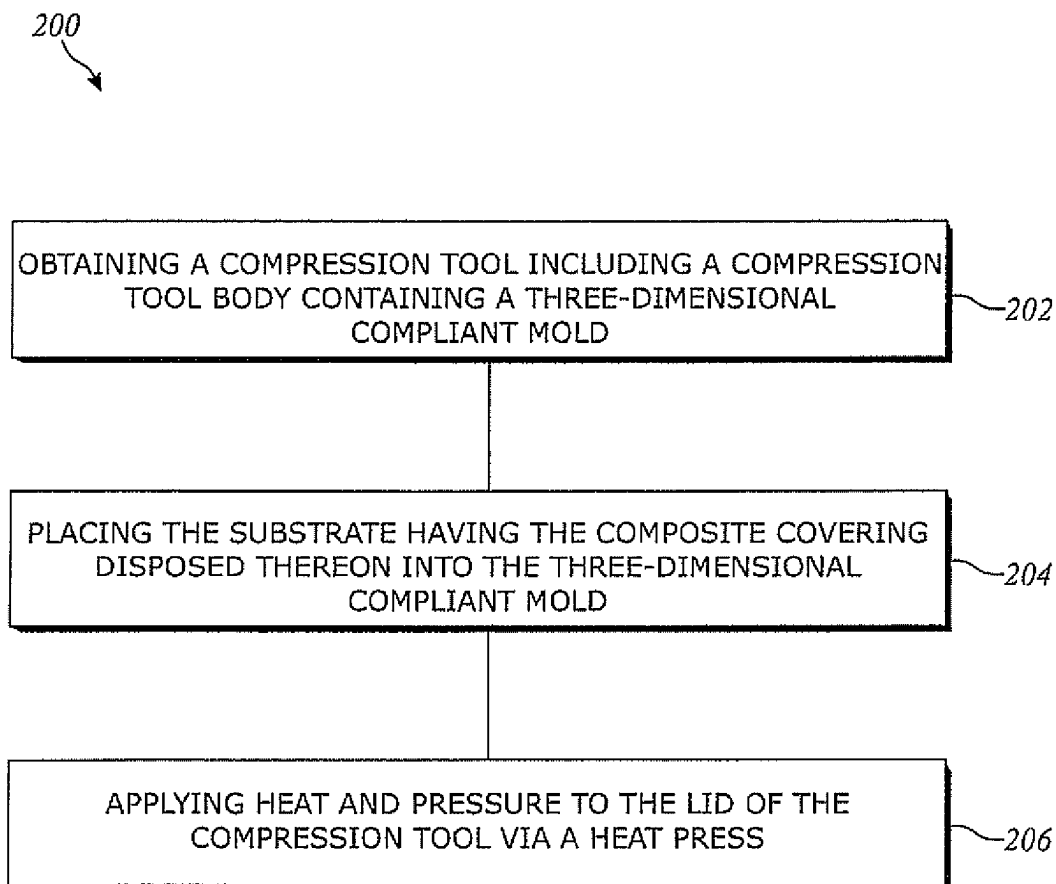 200
OBTAINING A COMPRESSION TOOL INCLUDING A COMPRESSION
TOOL BODY CONTAINING A THREE-DIMENSIONAL
COMPLIANT MOLD
202
PLACING THE SUBSTRATE HAVING THE COMPOSITE COVERING
DISPOSED THEREON INTO THE THREE-DIMENSIONAL
COMPLIANT MOLD
204
APPLYING HEAT AND PRESSURE TO THE LID OF THE
COMPRESSION TOOL VIA A HEAT PRESS
206